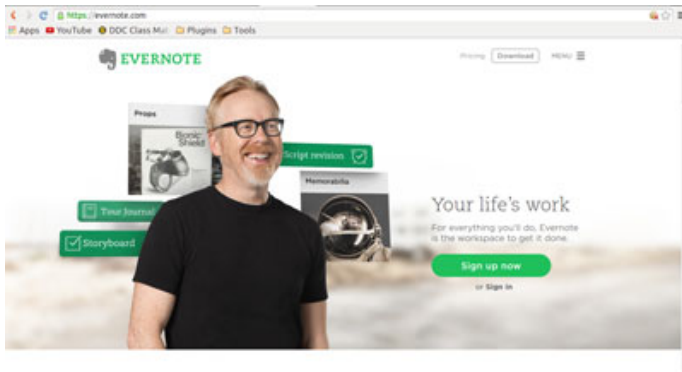 https://evernote.com
Apps YouTube DDC Class Mat Plugins Tools
EVERNOTE
Pricing Download MENU
Props
Bionic
Shield
Script revision
Memorabilia
Tour Journal
Storyboard
Your life's work
For everything you'll do, Evernote
is the workspace to get it done.
Sign up now
or Sign in